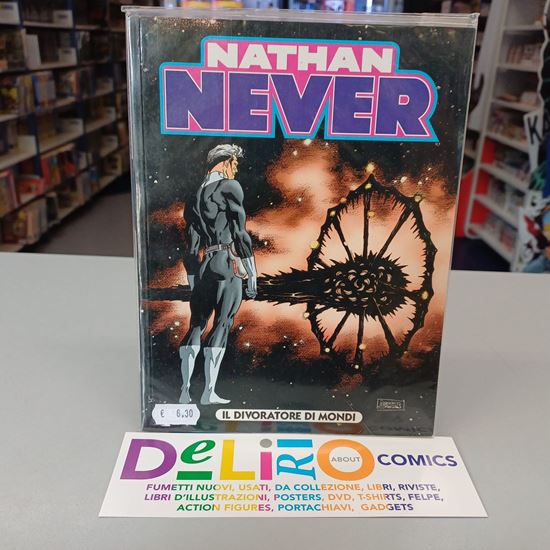 NATHAN
NEVER
IL DIVORATORE DI MONDI
€ 6,30
DeLiRiO ABOUT COMICS
FUMETTI NUOVI, USATI, DA COLLEZIONE, LIBRI, RIVISTE,
LIBRI D'ILLUSTRAZIONI, POSTERS, DVD, T-SHIRTS, FELPE,
ACTION FIGURES, PORTACHIAVI, GADGETS